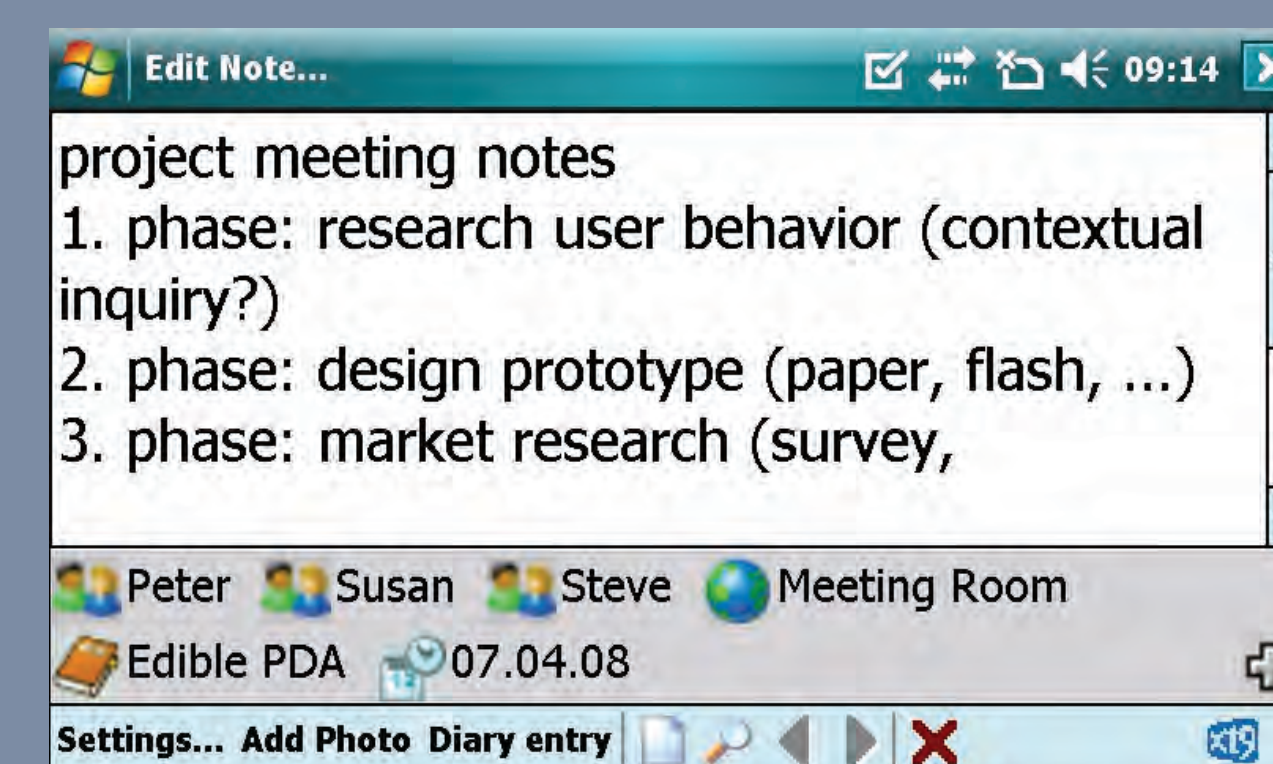 Edit Note... 09:14
project meeting notes
1. phase: research user behavior (contextual
inquiry?)
2. phase: design prototype (paper, flash, ...)
3. phase: market research (survey,
Peter Susan Steve Meeting Room
Edible PDA 07.04.08
Settings... Add Photo Diary entry